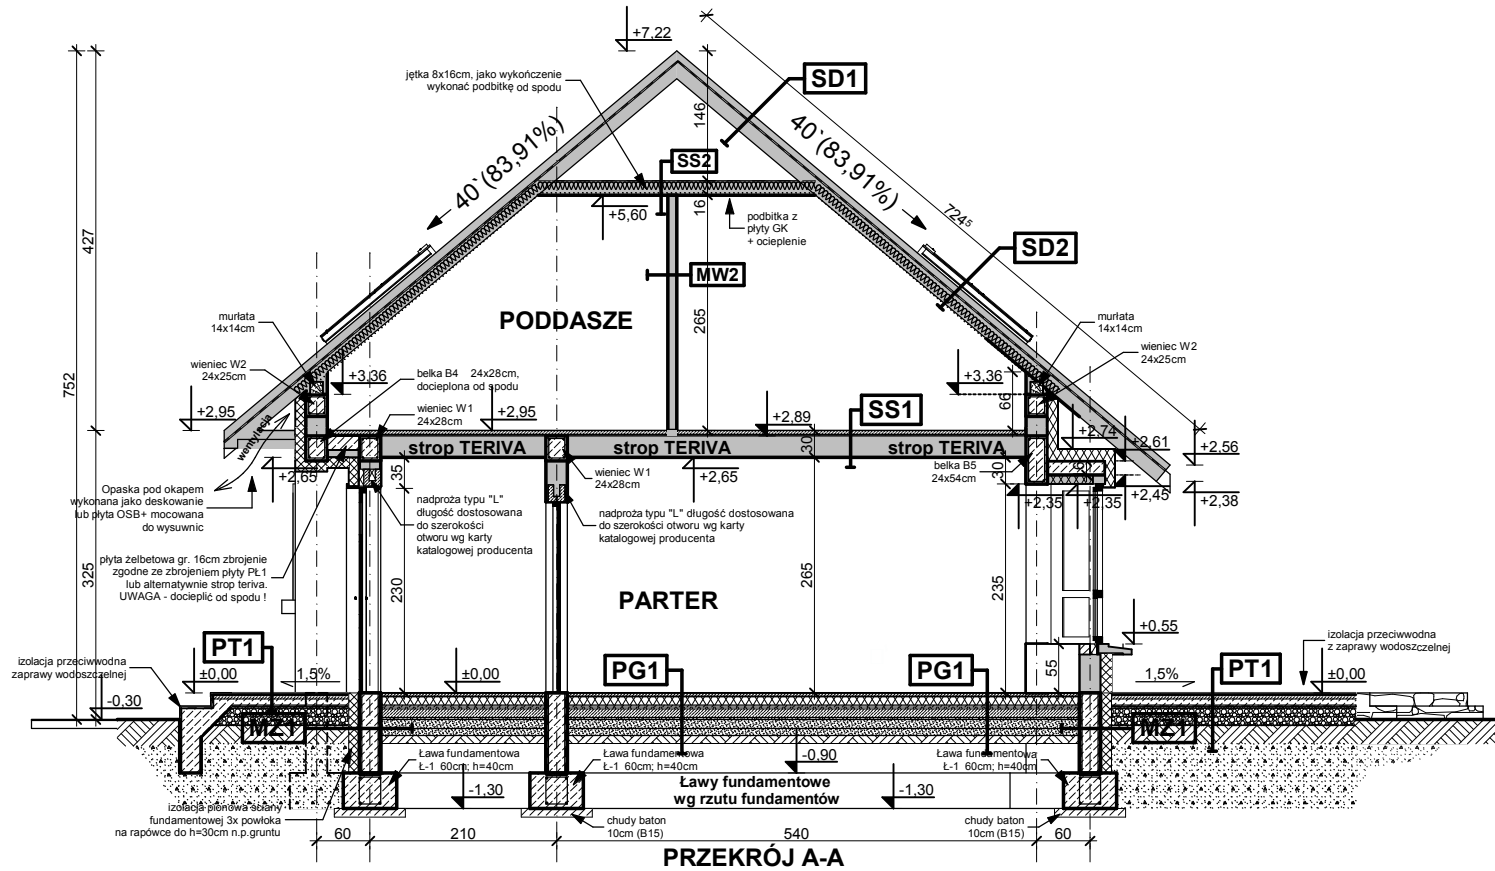 +7,22
jętka 8x16cm, jako wykończenie
wykonać podbitkę od spodu
SD1
146
40`(83,91%)
40`(83,91%)
SS2
+5,60
16
podbitka z
płyty GK
+ ocieplenie
724⁵
427
SD2
MW2
265
PODDASZE
murłata
14x14cm
murłata
14x14cm
wieniec W2
24x25cm
wieniec W2
24x25cm
752
belka B4 24x28cm,
docieplona od spodu
+3,36
+3,36
66
+2,95
wieniec W1
24x28cm
+2,95
+2,89
SS1
wentylacja
strop TERIVA
strop TERIVA
strop TERIVA
30
+2,74
+2,61
+2,56
+2,65
35
wieniec W1
24x28cm
+2,65
belka B5
24x54cm
30
+2,45
+2,38
+2,35
+2,35
Opaska pod okapem
wykonana jako deskowanie
lub płyta OSB+ mocowana
do wysuwnic
nadproża typu "L"
długość dostosowana
do szerokości
otworu wg karty
katalogowej producenta
nadproża typu "L" długość dostosowana
do szerokości otworu wg karty
katalogowej producenta
płyta żelbetowa gr. 16cm zbrojenie
zgodne ze zbrojeniem płyty PŁ1
lub alternatywnie strop teriva.
UWAGA - docieplić od spodu !
325
230
265
235
PARTER
+0,55
55
izolacja przeciwwodna
zaprawy wodoszczelnej
PT1
PG1
PG1
PT1
izolacja przeciwwodna
z zaprawy wodoszczelnej
±0,00
1,5%
±0,00
1,5%
±0,00
-0,30
MZ1
MZ1
Ława fundamentowa
Ł-1 60cm; h=40cm
Ława fundamentowa
Ł-1 60cm; h=40cm
-0,90
Ława fundamentowa
Ł-1 60cm; h=40cm
-1,30
Ławy fundamentowe
wg rzutu fundamentów
-1,30
izolacja pionowa ściany
fundamentowej 3x powłoka
na rapówce do h=30cm n.p.gruntu
chudy baton
10cm (B15)
chudy baton
10cm (B15)
60
210
540
60
PRZEKRÓJ A-A